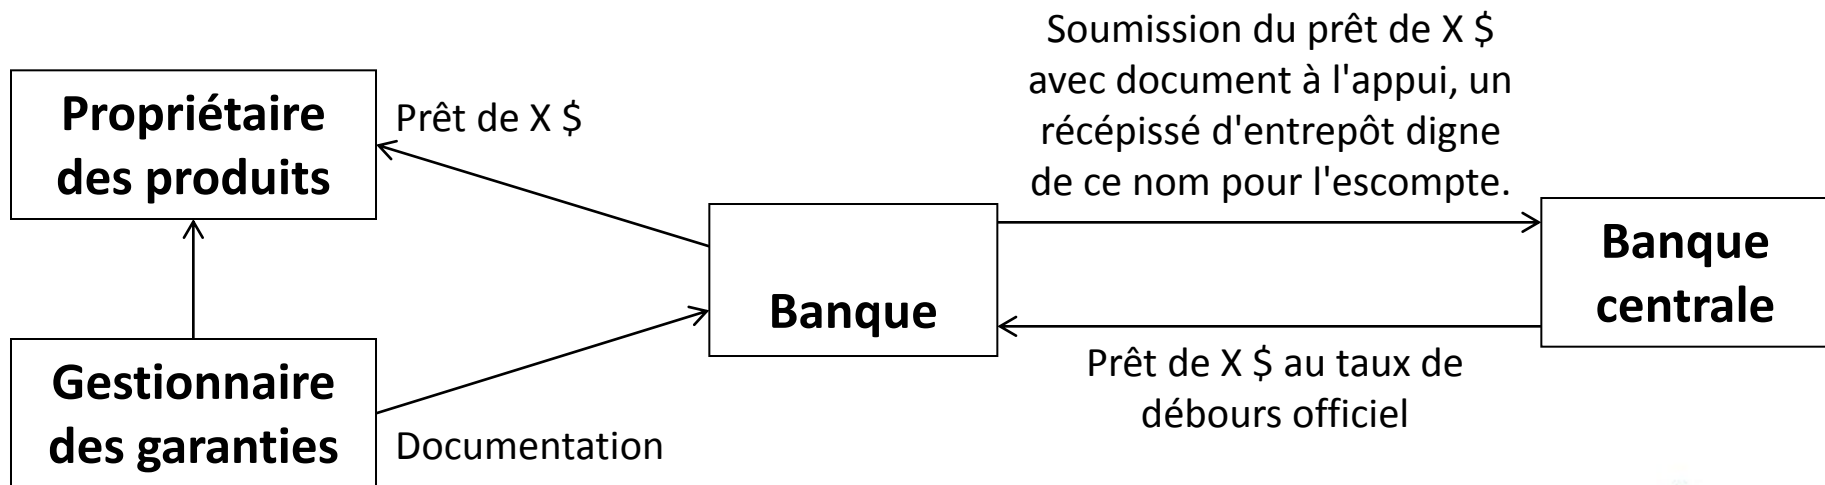 Propriétaire
des produits
Prêt de X $
Gestionnaire
des garanties
Documentation
Banque
Soumission du prêt de X $
avec document à l'appui, un
récépissé d'entrepôt digne
de ce nom pour l'escompte.
Prêt de X $ au taux de
débours officiel
Banque
centrale